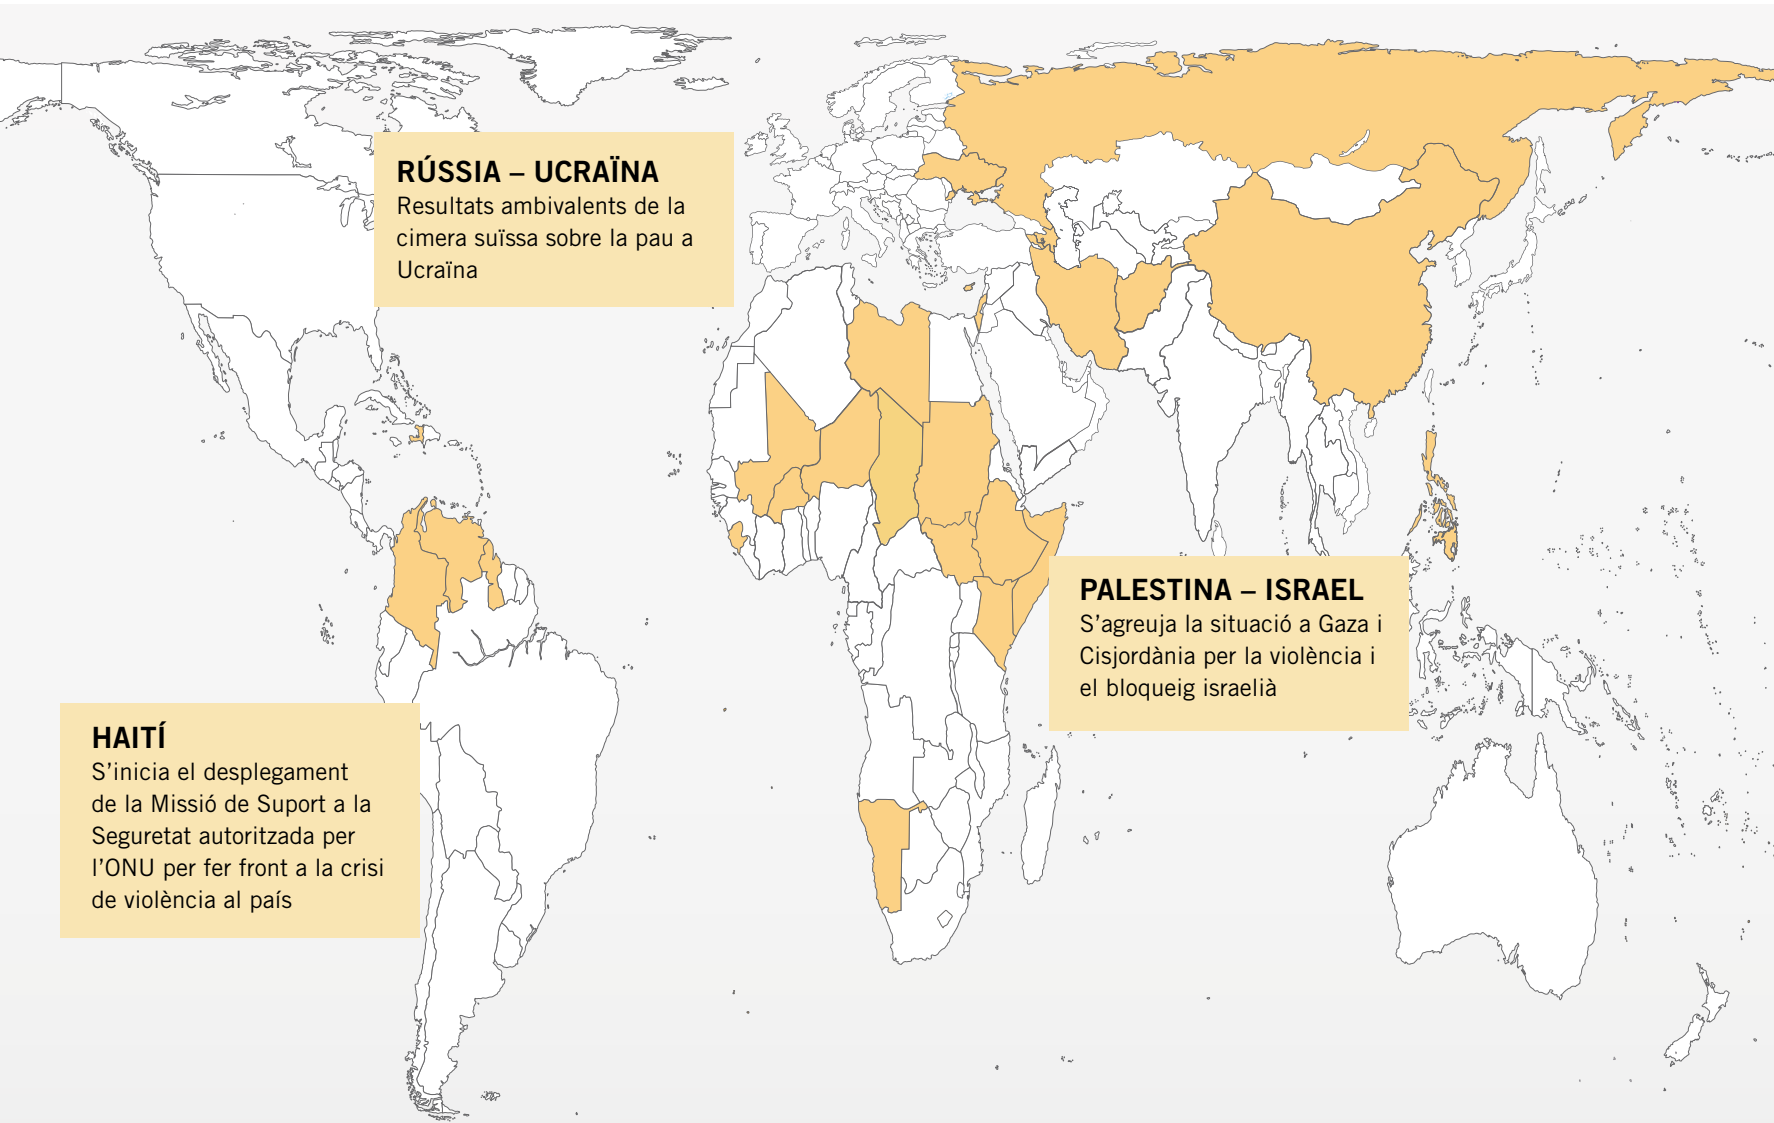 RÚSSIA – UCRAÏNA
Resultats ambivalents de la
cimera suïssa sobre la pau a
Ucraïna
PALESTINA – ISRAEL
S’agreuja la situació a Gaza i
Cisjordània per la violència i
el bloqueig israelià
HAITÍ
S’inicia el desplegament
de la Missió de Suport a la
Seguretat autoritzada per
l’ONU per fer front a la crisi
de violència al país